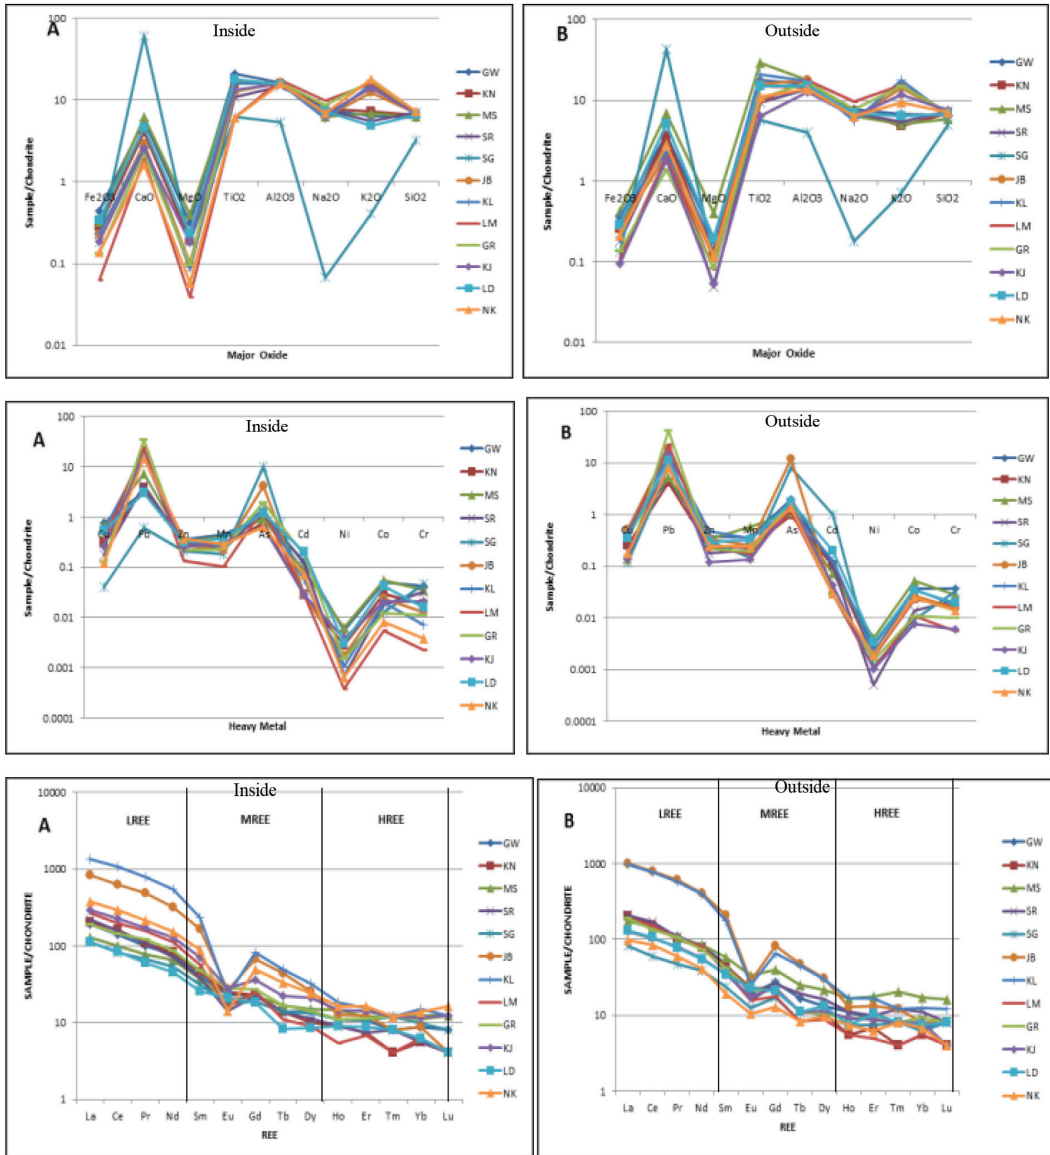 A
Inside
100
10
1
0.1
0.01
Sample/Chondrite
Fe2O3 CaO MgO TiO2 Al2O3 Na2O K2O SiO2
Major Oxide
GW
KN
MS
SR
SG
JB
KL
LM
GR
KJ
LD
NK
B
Outside
100
10
1
0.1
0.01
Sample/Chondrite
Fe2O3 CaO MgO TiO2 Al2O3 Na2O K2O SiO2
Major Oxide
GW
KN
MS
SR
SG
JB
KL
LM
GR
KJ
LD
NK
A
Inside
100
10
1
0.1
0.01
0.001
0.0001
Sample/Chondrite
Cu Pb Zn Mn As Cd Ni Co Cr
Heavy Metal
GW
KN
MS
SR
SG
JB
KL
LM
GR
KJ
LD
NK
B
Outside
100
10
1
0.1
0.01
0.001
0.0001
Sample/Chondrite
Cu Pb Zn Mn As Cd Ni Co Cr
Heavy Metal
GW
KN
MS
SR
SG
JB
KL
LM
GR
KJ
LD
NK
Inside
A
LREE MREE HREE
10000
1000
100
10
1
SAMPLE/CHONDRITE
La Ce Pr Nd Sm Eu Gd Tb Dy Ho Er Tm Yb Lu
REE
GW
KN
MS
SR
SG
JB
KL
LM
GR
KJ
LD
NK
Outside
B
LREE MREE HREE
10000
1000
100
10
1
SAMPLE/CHONDRITE
La Ce Pr Nd Sm Eu Gd Tb Dy Ho Er Tm Yb Lu
REE
GW
KN
MS
SR
SG
JB
KL
LM
GR
KJ
LD
NK